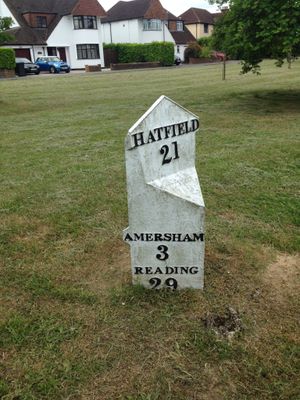 HATFIELD
21
AMERSHAM
3
READING
29